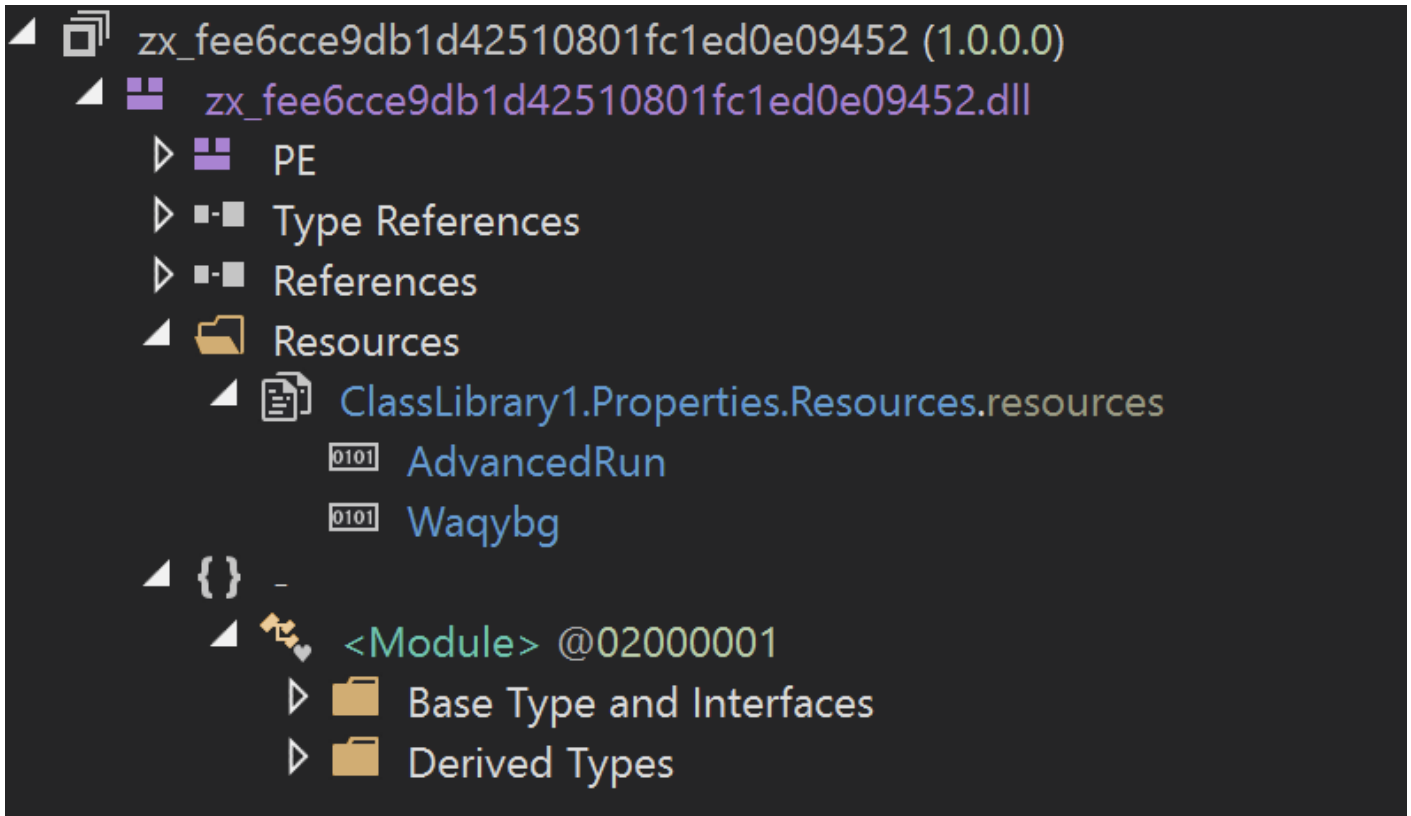 zx_fee6cce9db1d42510801fc1ed0e09452 (1.0.0.0)
zx_fee6cce9db1d42510801fc1ed0e09452.dll
PE
Type References
References
Resources
ClassLibrary1.Properties.Resources.resources
0101 AdvancedRun
0101 Waqybg
{ } -
<Module> @02000001
Base Type and Interfaces
Derived Types